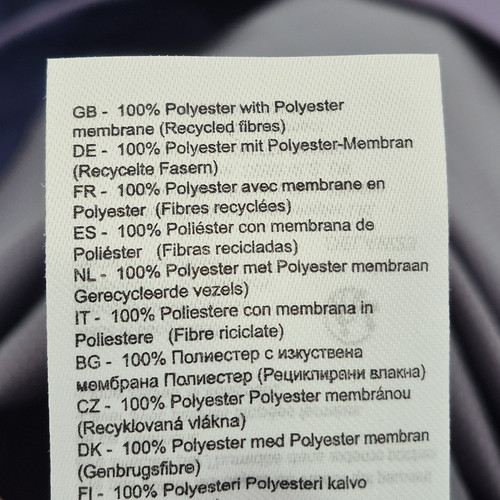 GB - 100% Polyester with Polyester
membrane (Recycled fibres)
DE - 100% Polyester mit Polyester-Membran
(Recycelte Fasern)
FR - 100% Polyester avec membrane en
Polyester (Fibres recyclées)
ES - 100% Poliéster con membrana de
Poliéster (Fibras recicladas)
NL - 100% Polyester met Polyester membraan
Gerecycleerde vezels)
IT - 100% Poliestere con membrana in
Poliestere (Fibre riciclate)
BG - 100% Полиестер с изкуствена
мембрана Полиестер (Рециклирани влакна)
CZ - 100% Polyester Polyester membránou
(Recyklovaná vlákna)
DK - 100% Polyester med Polyester membran
(Genbrugsfibre)
FI - 100% Polyesteri Polyesteri kalvo